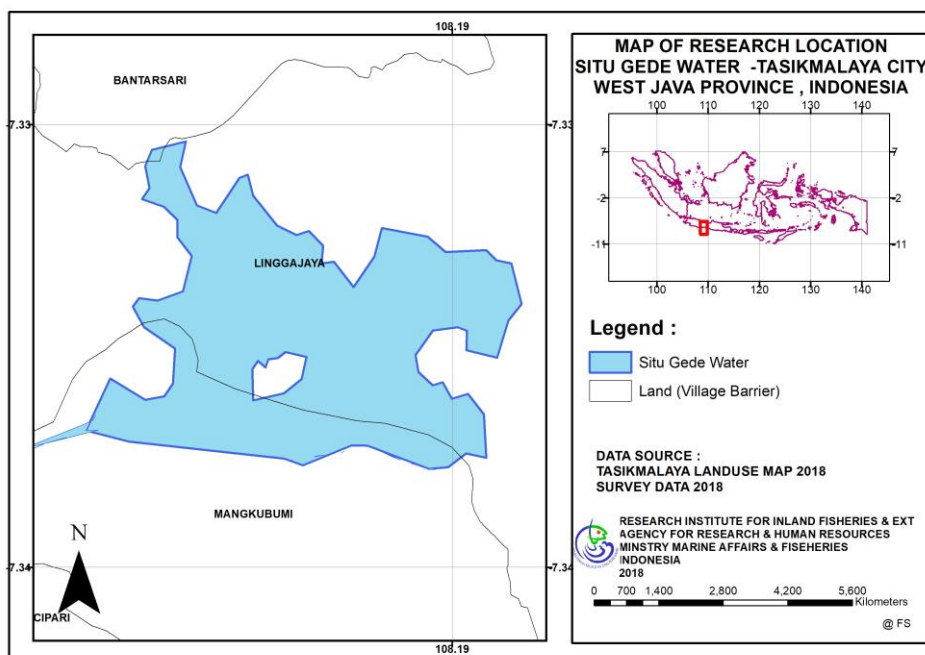 108.19
BANTARSARI
-7.33
-7.33
LINGGAJAYA
MANGKUBUMI
N
-7.34
-7.34
CIPARI
108.19
MAP OF RESEARCH LOCATION
SITU GEDE WATER -TASIKMALAYA CITY
WEST JAVA PROVINCE , INDONESIA
100 110 120 130 140
7 7
-2 -2
-11 -11
100 110 120 130 140
Legend :
Situ Gede Water
Land (Village Barrier)
DATA SOURCE :
TASIKMALAYA LANDUSE MAP 2018
SURVEY DATA 2018
RESEARCH INSTITUTE FOR INLAND FISHERIES & EXT
AGENCY FOR RESEARCH & HUMAN RESOURCES
MINSTRY MARINE AFFAIRS & FISEHERIES
INDONESIA
2018
0 700 1,400 2,800 4,200 5,600
Kilometers
@ FS